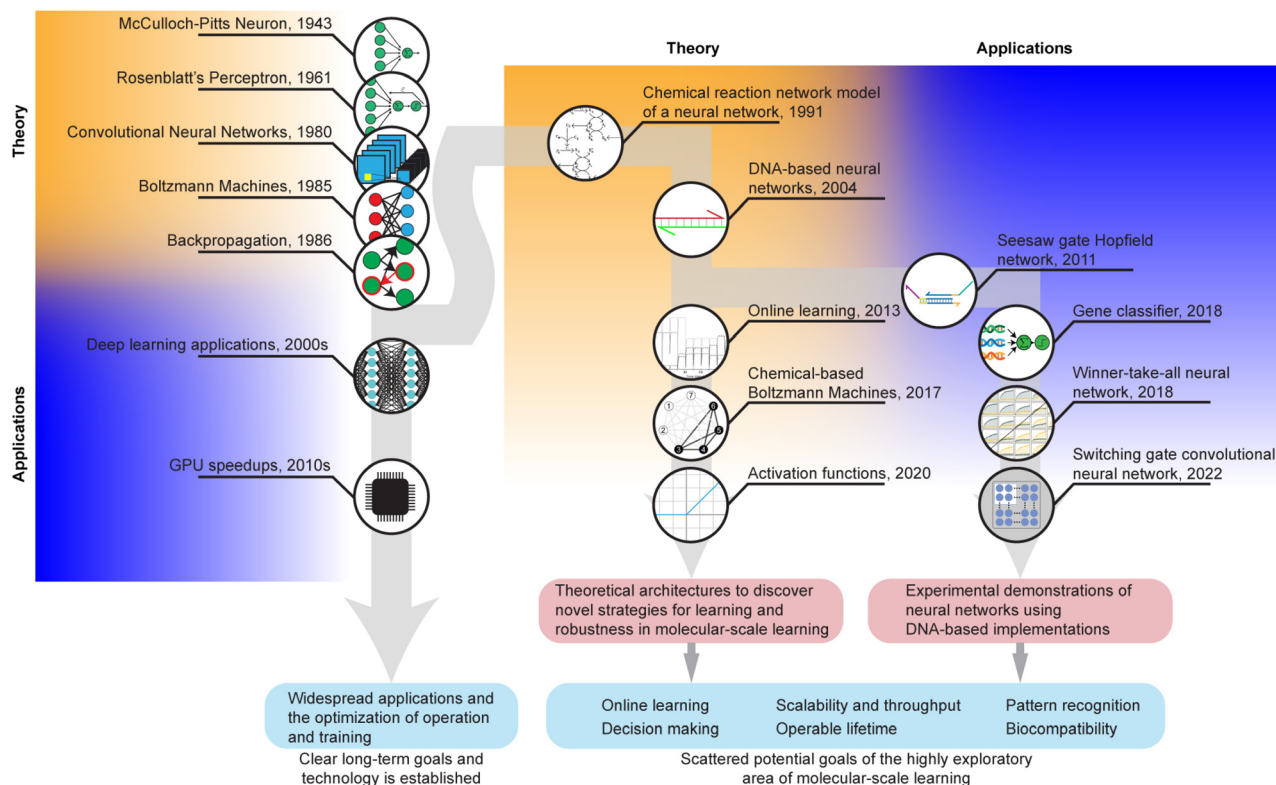 McCulloch-Pitts Neuron, 1943
Rosenblatt's Perceptron, 1961
Convolutional Neural Networks, 1980
Boltzmann Machines, 1985
Backpropagation, 1986
Deep learning applications, 2000s
GPU speedups, 2010s
Theory
Applications
Widespread applications and
the optimization of operation
and training
Clear long-term goals and
technology is established
Theory
Applications
Chemical reaction network model
of a neural network, 1991
DNA-based neural
networks, 2004
Seesaw gate Hopfield
network, 2011
Online learning, 2013
Gene classifier, 2018
Chemical-based
Boltzmann Machines, 2017
Winner-take-all neural
network, 2018
1
2
3
4
5
6
7
Activation functions, 2020
Switching gate convolutional
neural network, 2022
Theoretical architectures to discover
novel strategies for learning and
robustness in molecular-scale learning
Experimental demonstrations of
neural networks using
DNA-based implementations
Online learning
Scalability and throughput
Pattern recognition
Decision making
Operable lifetime
Biocompatibility
Scattered potential goals of the highly exploratory
area of molecular-scale learning